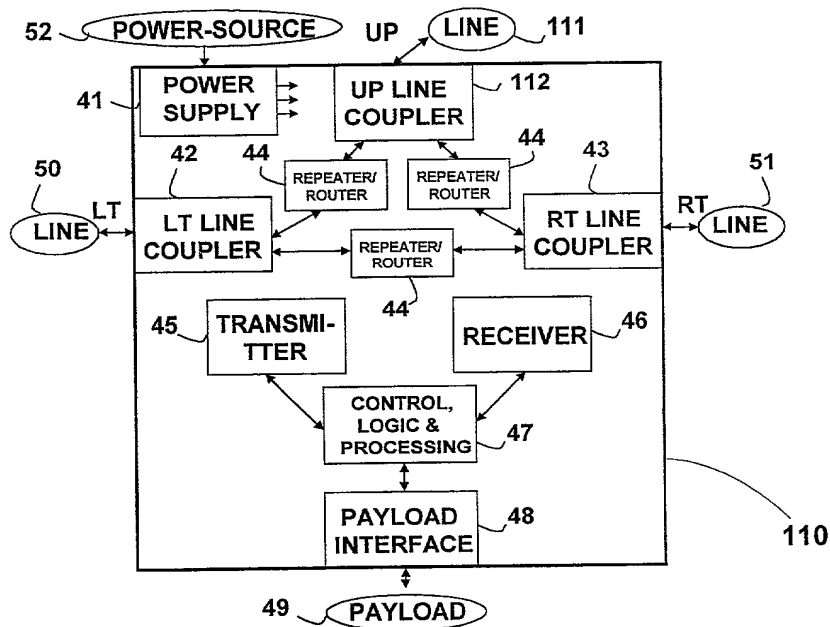 52
POWER-SOURCE
UP
LINE
111
41
POWER
SUPPLY
UP LINE
COUPLER
112
42
44
44
43
50
51
REPEATER/
ROUTER
REPEATER/
ROUTER
LT
LINE
LT LINE
COUPLER
RT LINE
COUPLER
RT
LINE
REPEATER/
ROUTER
44
45
TRANSMI-
TTER
RECEIVER
46
CONTROL,
LOGIC &
PROCESSING
47
PAYLOAD
INTERFACE
48
110
49
PAYLOAD